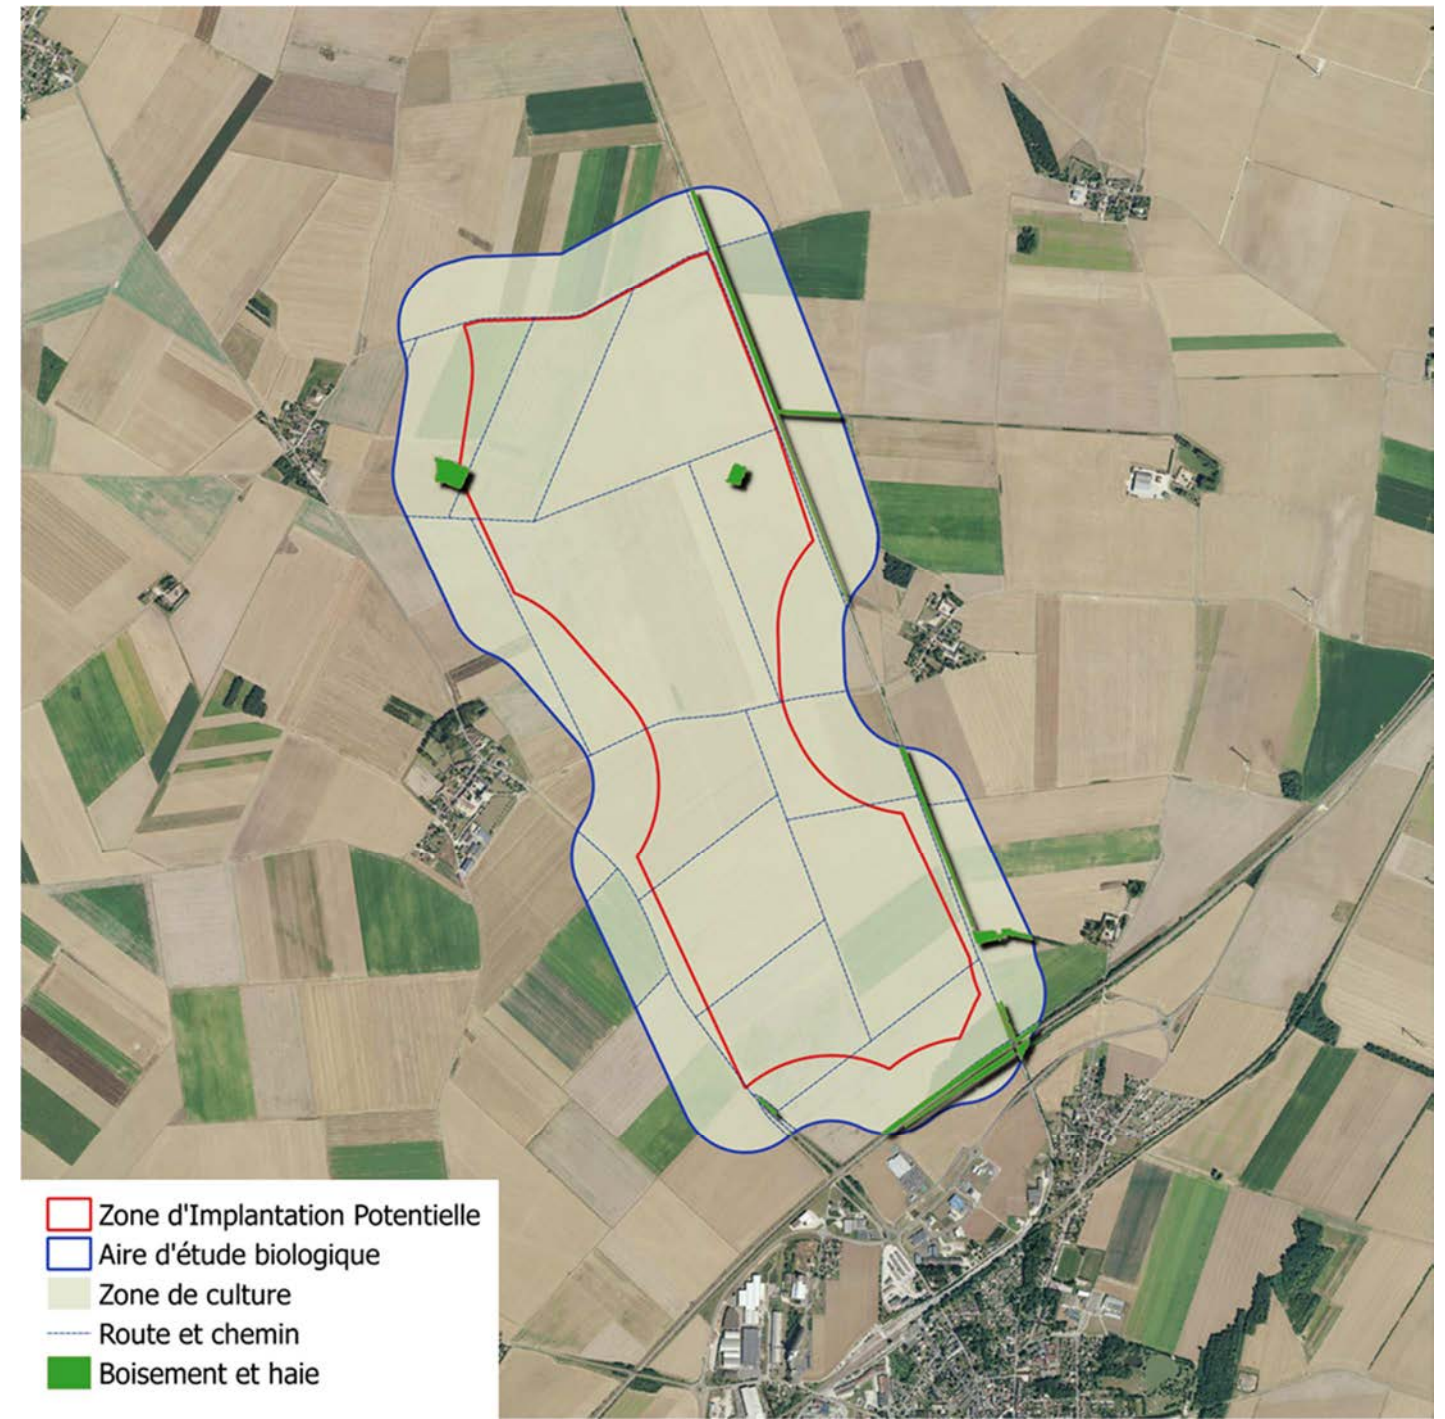 Zone d'Implantation Potentielle
Aire d'étude biologique
Zone de culture
Route et chemin
Boisement et haie